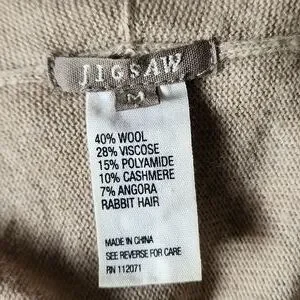 JIGSAW
M
40% WOOL
28% VISCOSE
15% POLYAMIDE
10% CASHMERE
7% ANGORA
RABBIT HAIR
MADE IN CHINA
SEE REVERSE FOR CARE
RN 112071